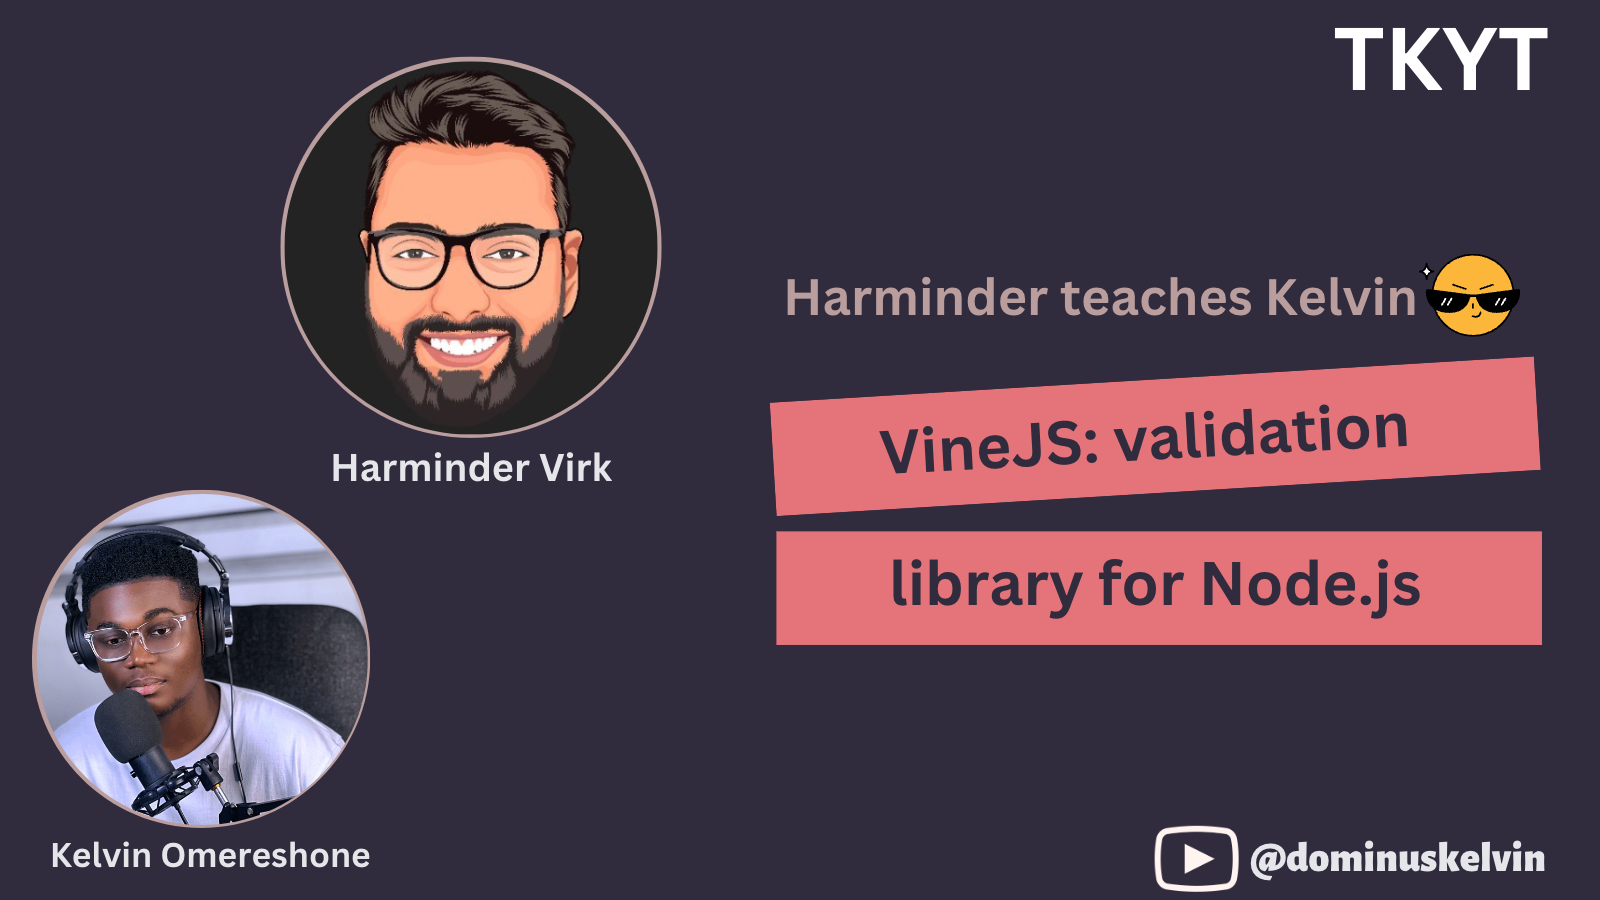 TKYT
Harminder Virk
Kelvin Omereshone
Harminder teaches Kelvin
VineJS: validation
library for Node.js
@dominuskelvin